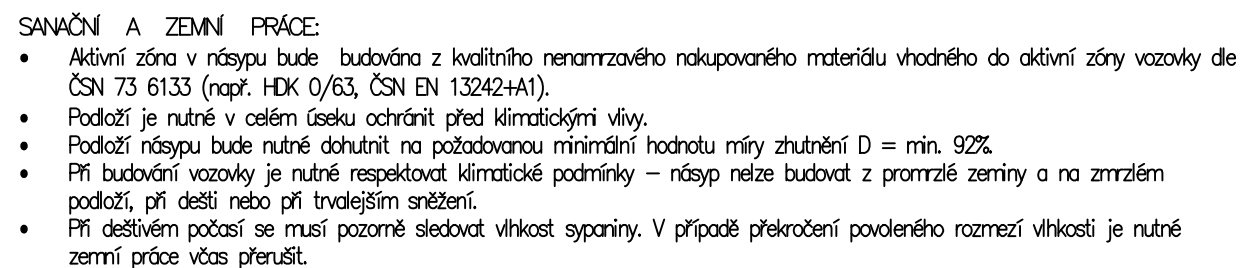 SANAČNÍ A ZEMNÍ PRÁCE:
• Aktivní zóna v násypu bude budována z kvalitního nenamrzavého nakupovaného materiálu vhodného do aktivní zóny vozovky dle
ČSN 73 6133 (např. HDK 0/63, ČSN EN 13242+A1).
• Podloží je nutné v celém úseku ochránit před klimatickými vlivy.
• Podloží násypu bude nutné dohutnit na požadovanou minimální hodnotu míry zhutnění D = min. 92%.
• Při budování vozovky je nutné respektovat klimatické podmínky – násyp nelze budovat z promrzlé zeminy a na zmrzlém
podloží, při dešti nebo při trvalejším sněžení.
• Při deštivém počasí se musí pozorně sledovat vlhkost sypaniny. V případě překročení povoleného rozmezí vlhkosti je nutné
zemní práce včas přerušit.